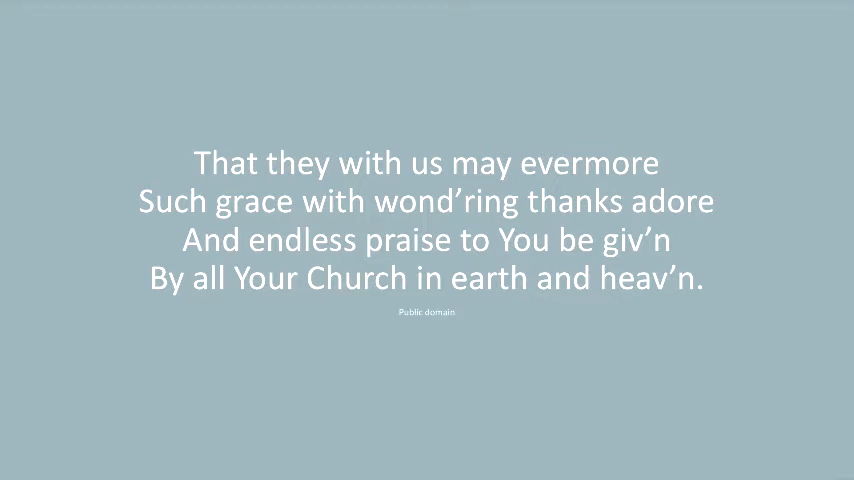 That they with us may evermore
Such grace with wond’ring thanks adore
And endless praise to You be giv’n
By all Your Church in earth and heav’n.
Public domain